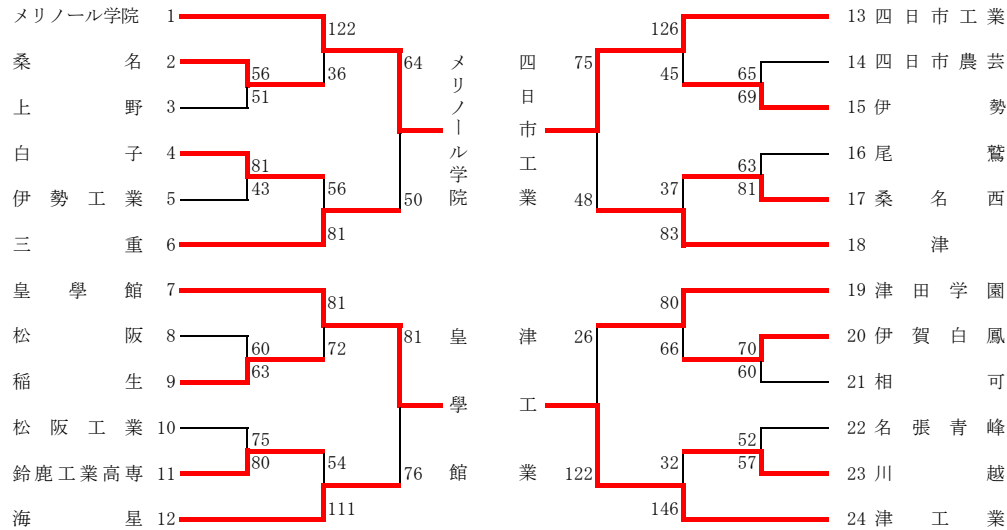 メリノール学院 1
桑名 2
上野 3
白子 4
伊勢工業 5
三重 6
皇學館 7
松阪 8
稲生 9
松阪工業 10
鈴鹿工業高専 11
海星 12
122
56
36
51
64
81
43
56
50
81
81
60
72
63
81
75
80
54
76
111
メリノール学院
皇學館
四日市工業
津工業
126
75
45
65
69
63
37
81
48
83
80
26
66
70
60
52
32
57
122
146
13 四日市工業
14 四日市農芸
15 伊勢
16 尾鷲
17 桑名西
18 津
19 津田学園
20 伊賀白鳳
21 相可
22 名張青峰
23 川越
24 津工業